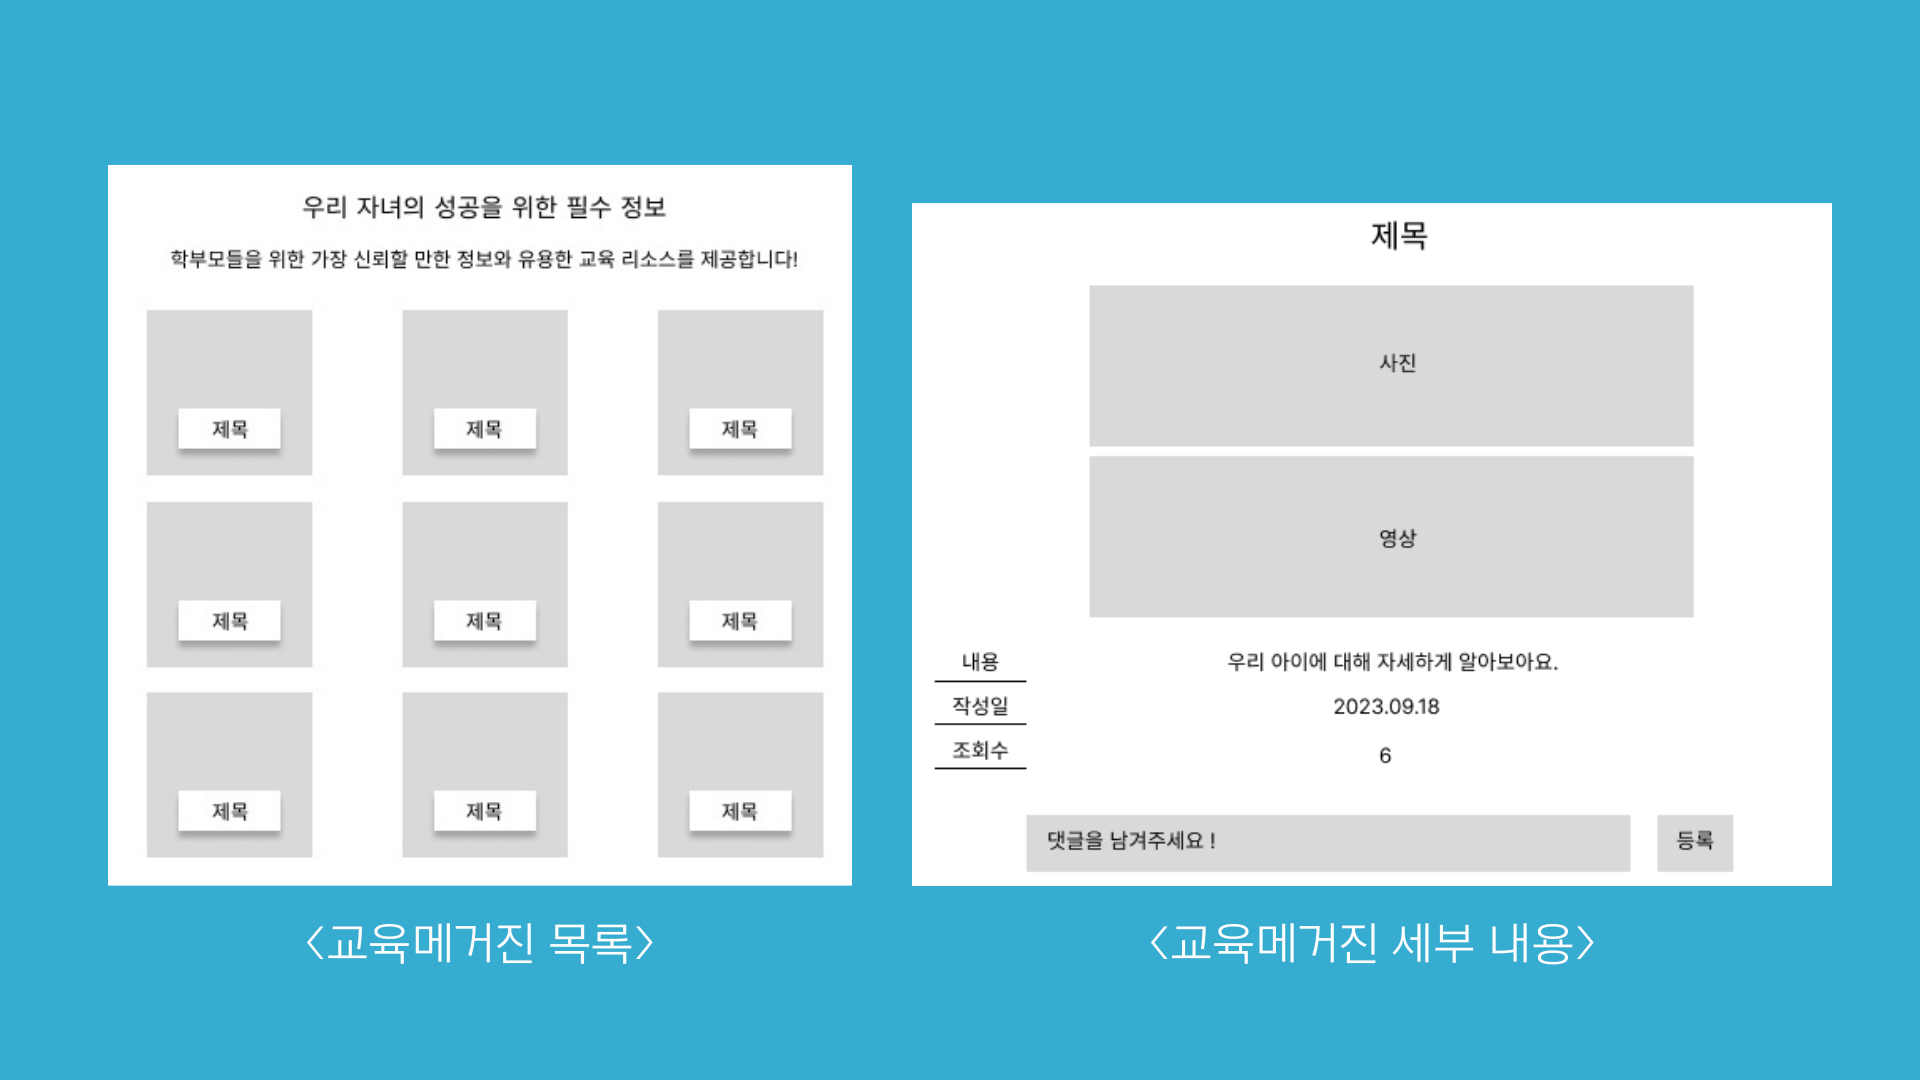 우리 자녀의 성공을 위한 필수 정보
학부모들을 위한 가장 신뢰할 만한 정보와 유용한 교육 리소스를 제공합니다!
제목 제목 제목
제목 제목 제목
제목 제목 제목
<교육메거진 목록>
제목
사진
영상
내용 우리 아이에 대해 자세하게 알아보아요.
작성일 2023.09.18
조회수 6
댓글을 남겨주세요 ! 등록
<교육메거진 세부 내용>